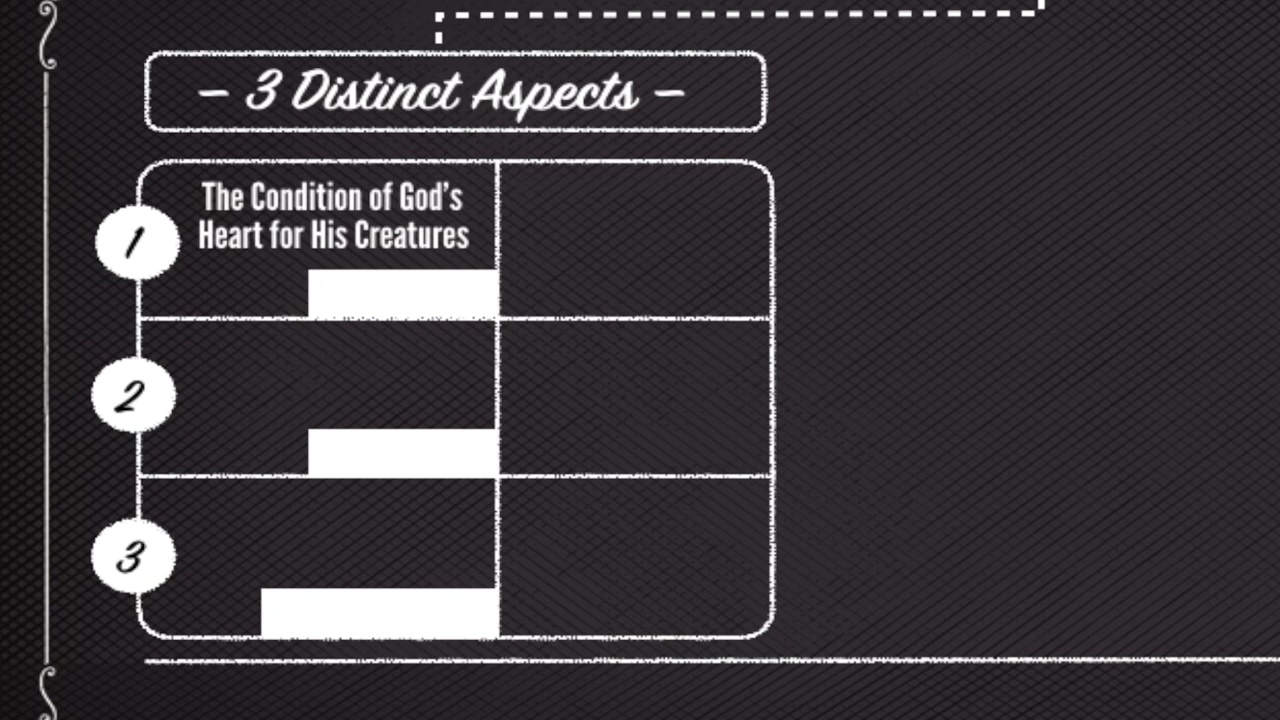 – 3 Distinct Aspects –
1
The Condition of God's
Heart for His Creatures
2
3